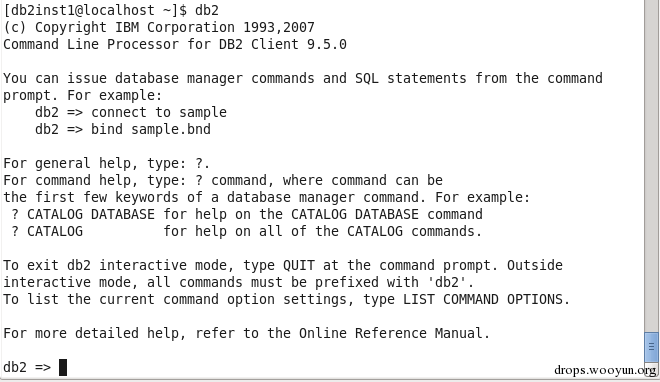 [db2inst1@localhost ~]$ db2
(c) Copyright IBM Corporation 1993,2007
Command Line Processor for DB2 Client 9.5.0
You can issue database manager commands and SQL statements from the command
prompt. For example:
    db2 => connect to sample
    db2 => bind sample.bnd
For general help, type: ?.
For command help, type: ? command, where command can be
the first few keywords of a database manager command. For example:
 ? CATALOG DATABASE for help on the CATALOG DATABASE command
 ? CATALOG          for help on all of the CATALOG commands.
To exit db2 interactive mode, type QUIT at the command prompt. Outside
interactive mode, all commands must be prefixed with 'db2'.
To list the current command option settings, type LIST COMMAND OPTIONS.
For more detailed help, refer to the Online Reference Manual.
db2 =>
drops.wooyun.org